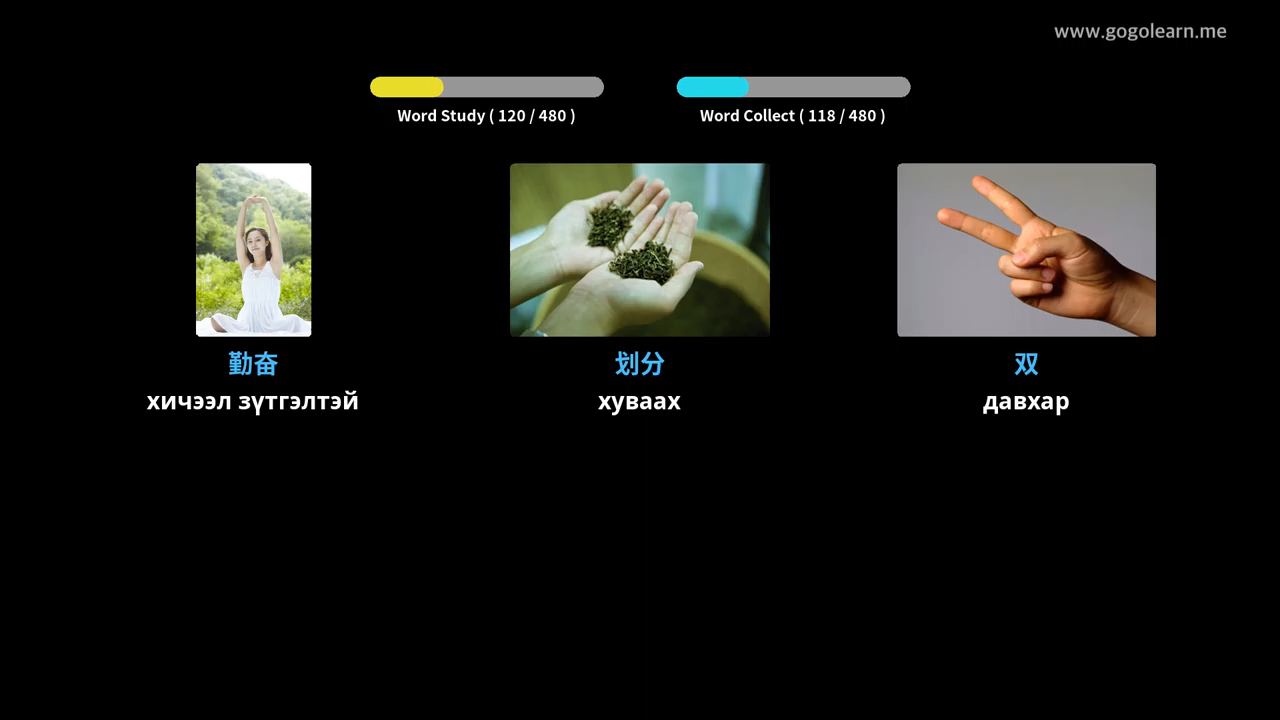 www.gogolearn.me
Word Study ( 120 / 480 )
Word Collect ( 118 / 480 )
勤奋
划分
双
хичээл зүтгэлтэй
хуваах
давхар